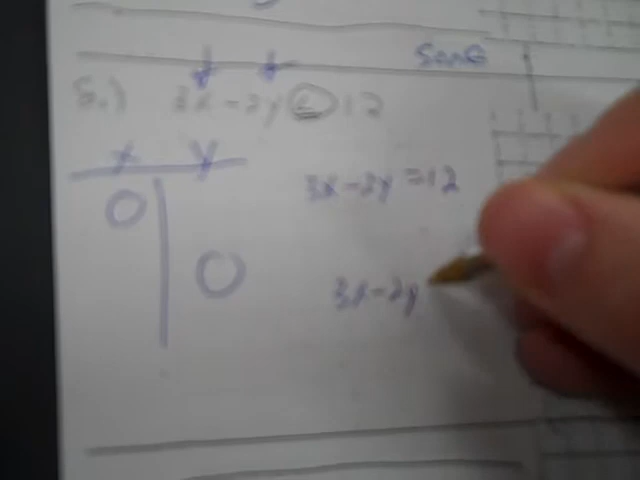 Same
5.) 3x-2y ≤ 12
x y
0
3x-2y =12
0
3x-2y